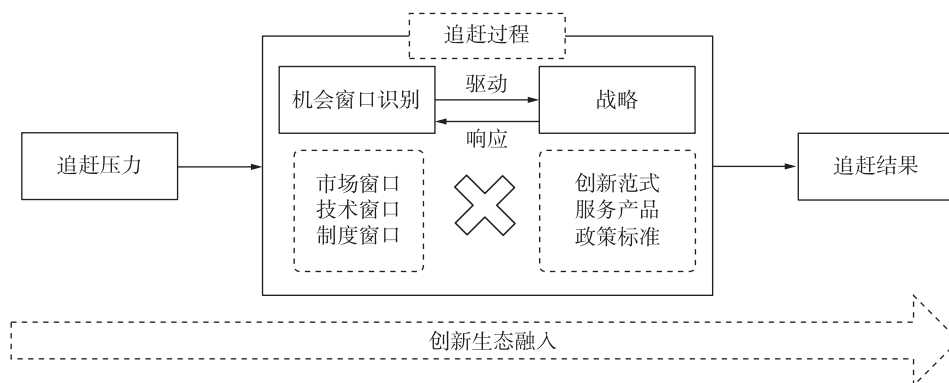 追赶过程
机会窗口识别
驱动
战略
响应
追赶压力
追赶结果
市场窗口
技术窗口
制度窗口
创新范式
服务产品
政策标准
创新生态融入